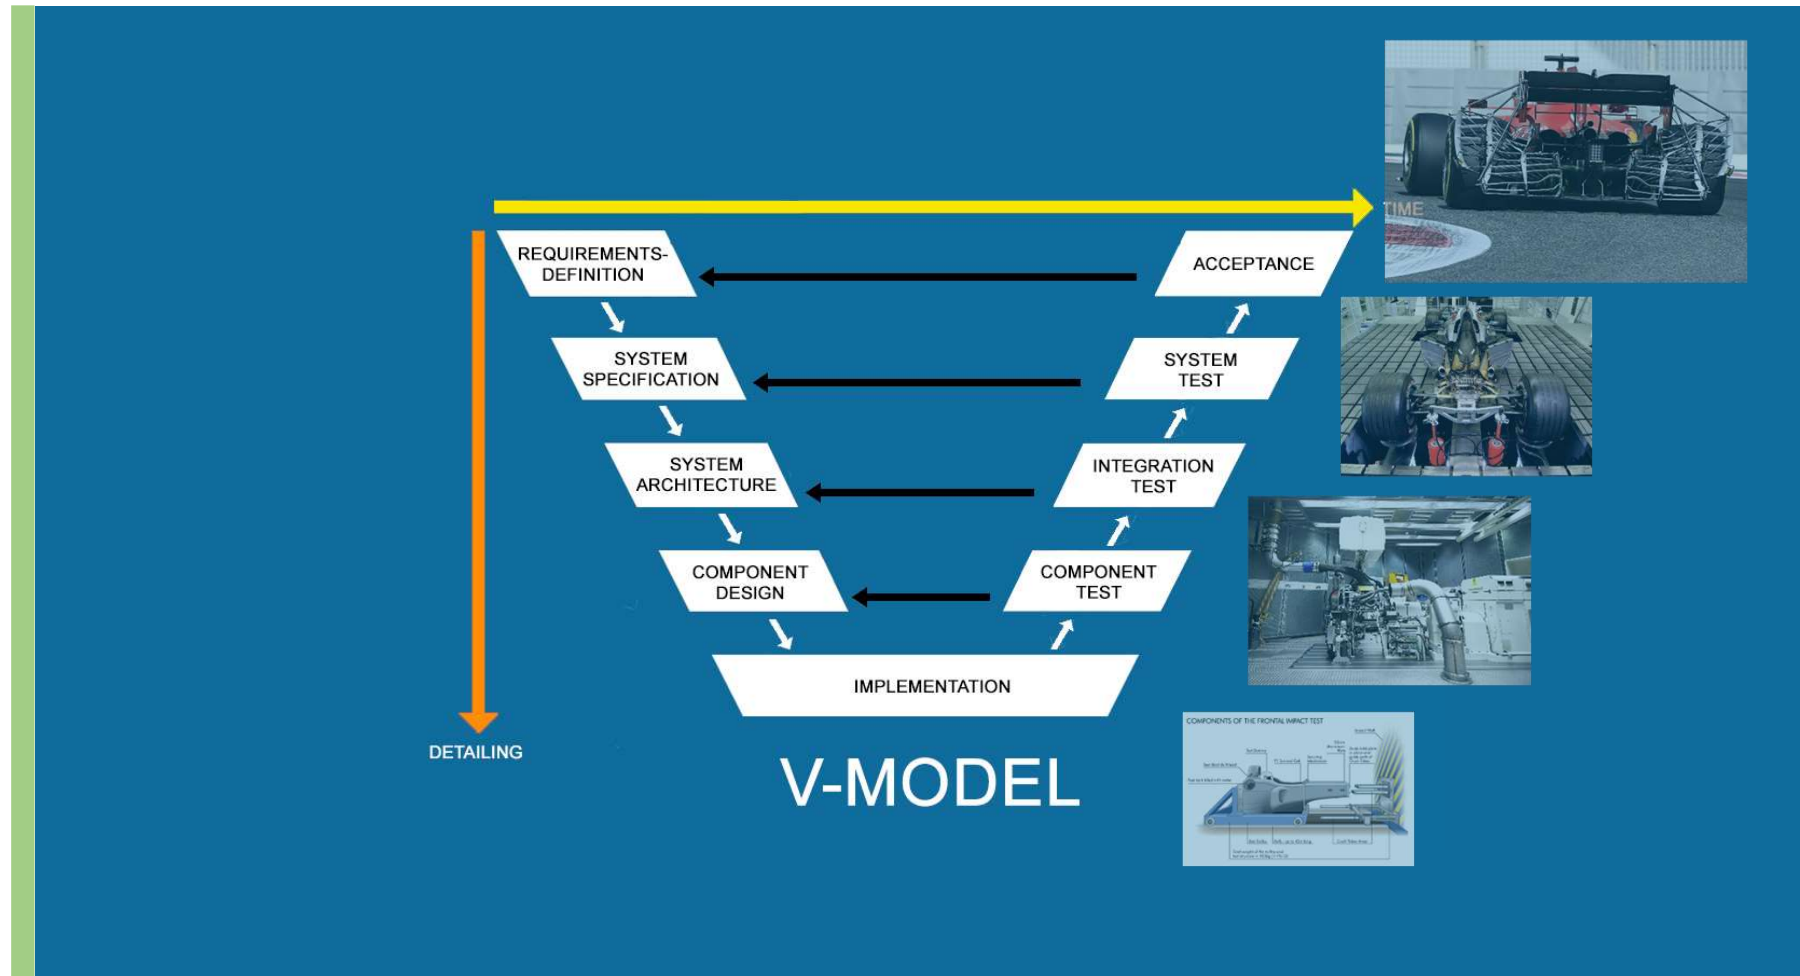 TIME
REQUIREMENTS-
DEFINITION
ACCEPTANCE
SYSTEM
SPECIFICATION
SYSTEM
TEST
SYSTEM
ARCHITECTURE
INTEGRATION
TEST
COMPONENT
DESIGN
COMPONENT
TEST
IMPLEMENTATION
DETAILING
V-MODEL
COMPONENTS OF THE FRONTAL IMPACT TEST